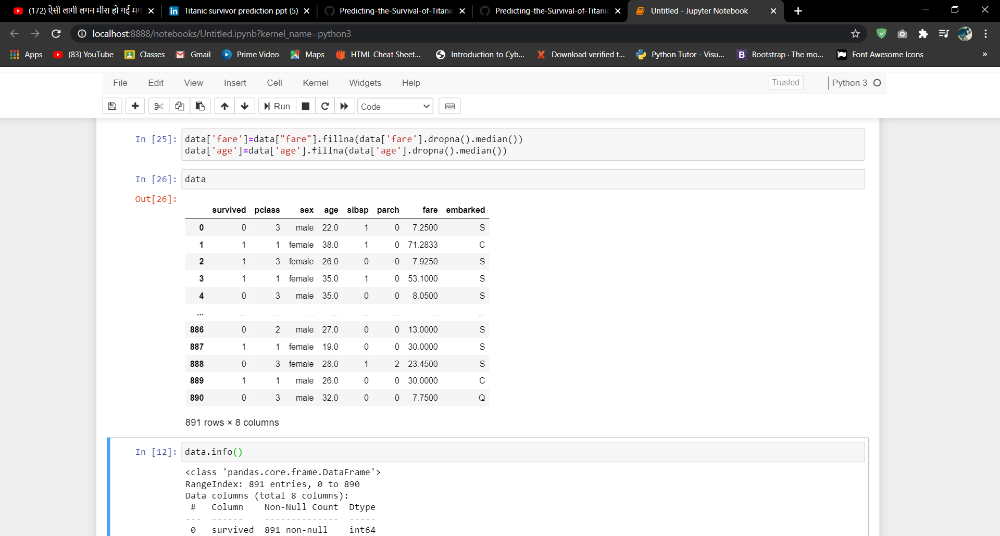 (172) ऐसी लागी लगन मीरा हो गई मग
Titanic survivor prediction ppt (5)
Predicting-the-Survival-of-Titanic
Predicting-the-Survival-of-Titanic
Untitled - Jupyter Notebook
localhost:8888/notebooks/Untitled.ipynb?kernel_name=python3
Apps (83) YouTube Classes Gmail Prime Video Maps HTML Cheat Sheet... Introduction to Cyb... Download verified t... Python Tutor - Visu... Bootstrap · The mo... Font Awesome Icons »
File Edit View Insert Cell Kernel Widgets Help Trusted Python 3
Run Code
In [25]: data['fare']=data["fare"].fillna(data['fare'].dropna().median())
data['age']=data['age'].fillna(data['age'].dropna().median())
In [26]: data
Out[26]:
survived pclass sex age sibsp parch fare embarked
0 0 3 male 22.0 1 0 7.2500 S
1 1 1 female 38.0 1 0 71.2833 C
2 1 3 female 26.0 0 0 7.9250 S
3 1 1 female 35.0 1 0 53.1000 S
4 0 3 male 35.0 0 0 8.0500 S
... ... ... ... ... ... ... ... ...
886 0 2 male 27.0 0 0 13.0000 S
887 1 1 female 19.0 0 0 30.0000 S
888 0 3 female 28.0 1 2 23.4500 S
889 1 1 male 26.0 0 0 30.0000 C
890 0 3 male 32.0 0 0 7.7500 Q
891 rows × 8 columns
In [12]: data.info()
<class 'pandas.core.frame.DataFrame'>
RangeIndex: 891 entries, 0 to 890
Data columns (total 8 columns):
# Column Non-Null Count Dtype
--- ------ -------------- -----
0 survived 891 non-null int64